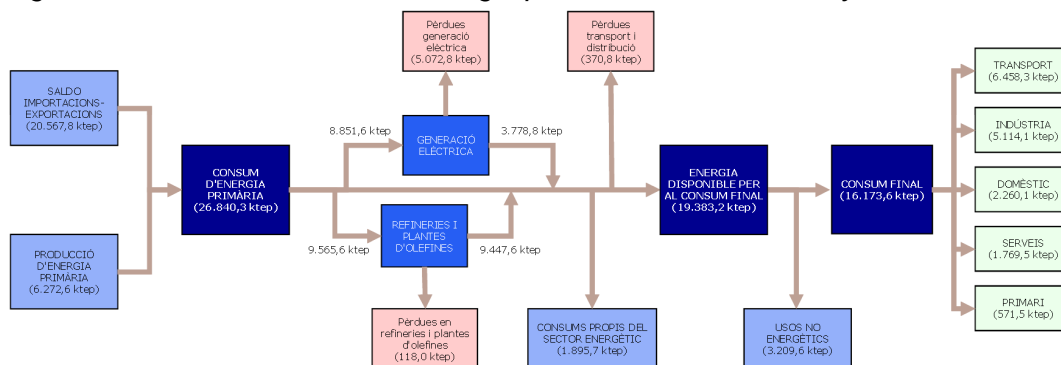 Pèrdues
generació
elèctrica
(5.072,8 ktep)
Pèrdues
transport i
distribució
(370,8 ktep)
SALDO
IMPORTACIONS-
EXPORTACIONS
(20.567,8 ktep)
TRANSPORT
(6.458,3 ktep)
8.851,6 ktep
GENERACIÓ
ELÈCTRICA
3.778,8 ktep
INDÚSTRIA
(5.114,1 ktep)
CONSUM
D'ENERGIA
PRIMÀRIA
(26.840,3 ktep)
ENERGIA
DISPONIBLE PER
AL CONSUM FINAL
(19.383,2 ktep)
CONSUM FINAL
(16.173,6 ktep)
DOMÈSTIC
(2.260,1 ktep)
PRODUCCIÓ
D'ENERGIA
PRIMÀRIA
(6.272,6 ktep)
9.565,6 ktep
REFINERIES I
PLANTES
D'OLEFINES
9.447,6 ktep
SERVEIS
(1.769,5 ktep)
Pèrdues en
refineries i plantes
d'olefines
(118,0 ktep)
CONSUMS PROPIS DEL
SECTOR ENERGÈTIC
(1.895,7 ktep)
USOS NO
ENERGÈTICS
(3.209,6 ktep)
PRIMARI
(571,5 ktep)